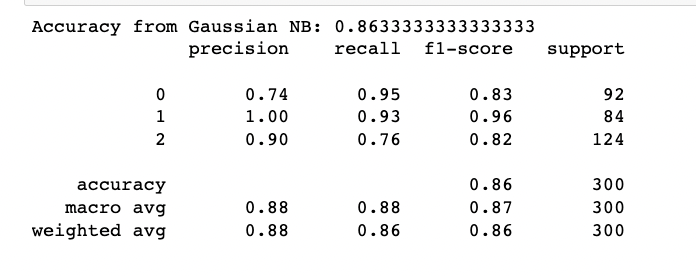 Accuracy from Gaussian NB: 0.8633333333333333
precision recall f1-score support
0 0.74 0.95 0.83 92
1 1.00 0.93 0.96 84
2 0.90 0.76 0.82 124
accuracy 0.86 300
macro avg 0.88 0.88 0.87 300
weighted avg 0.88 0.86 0.86 300